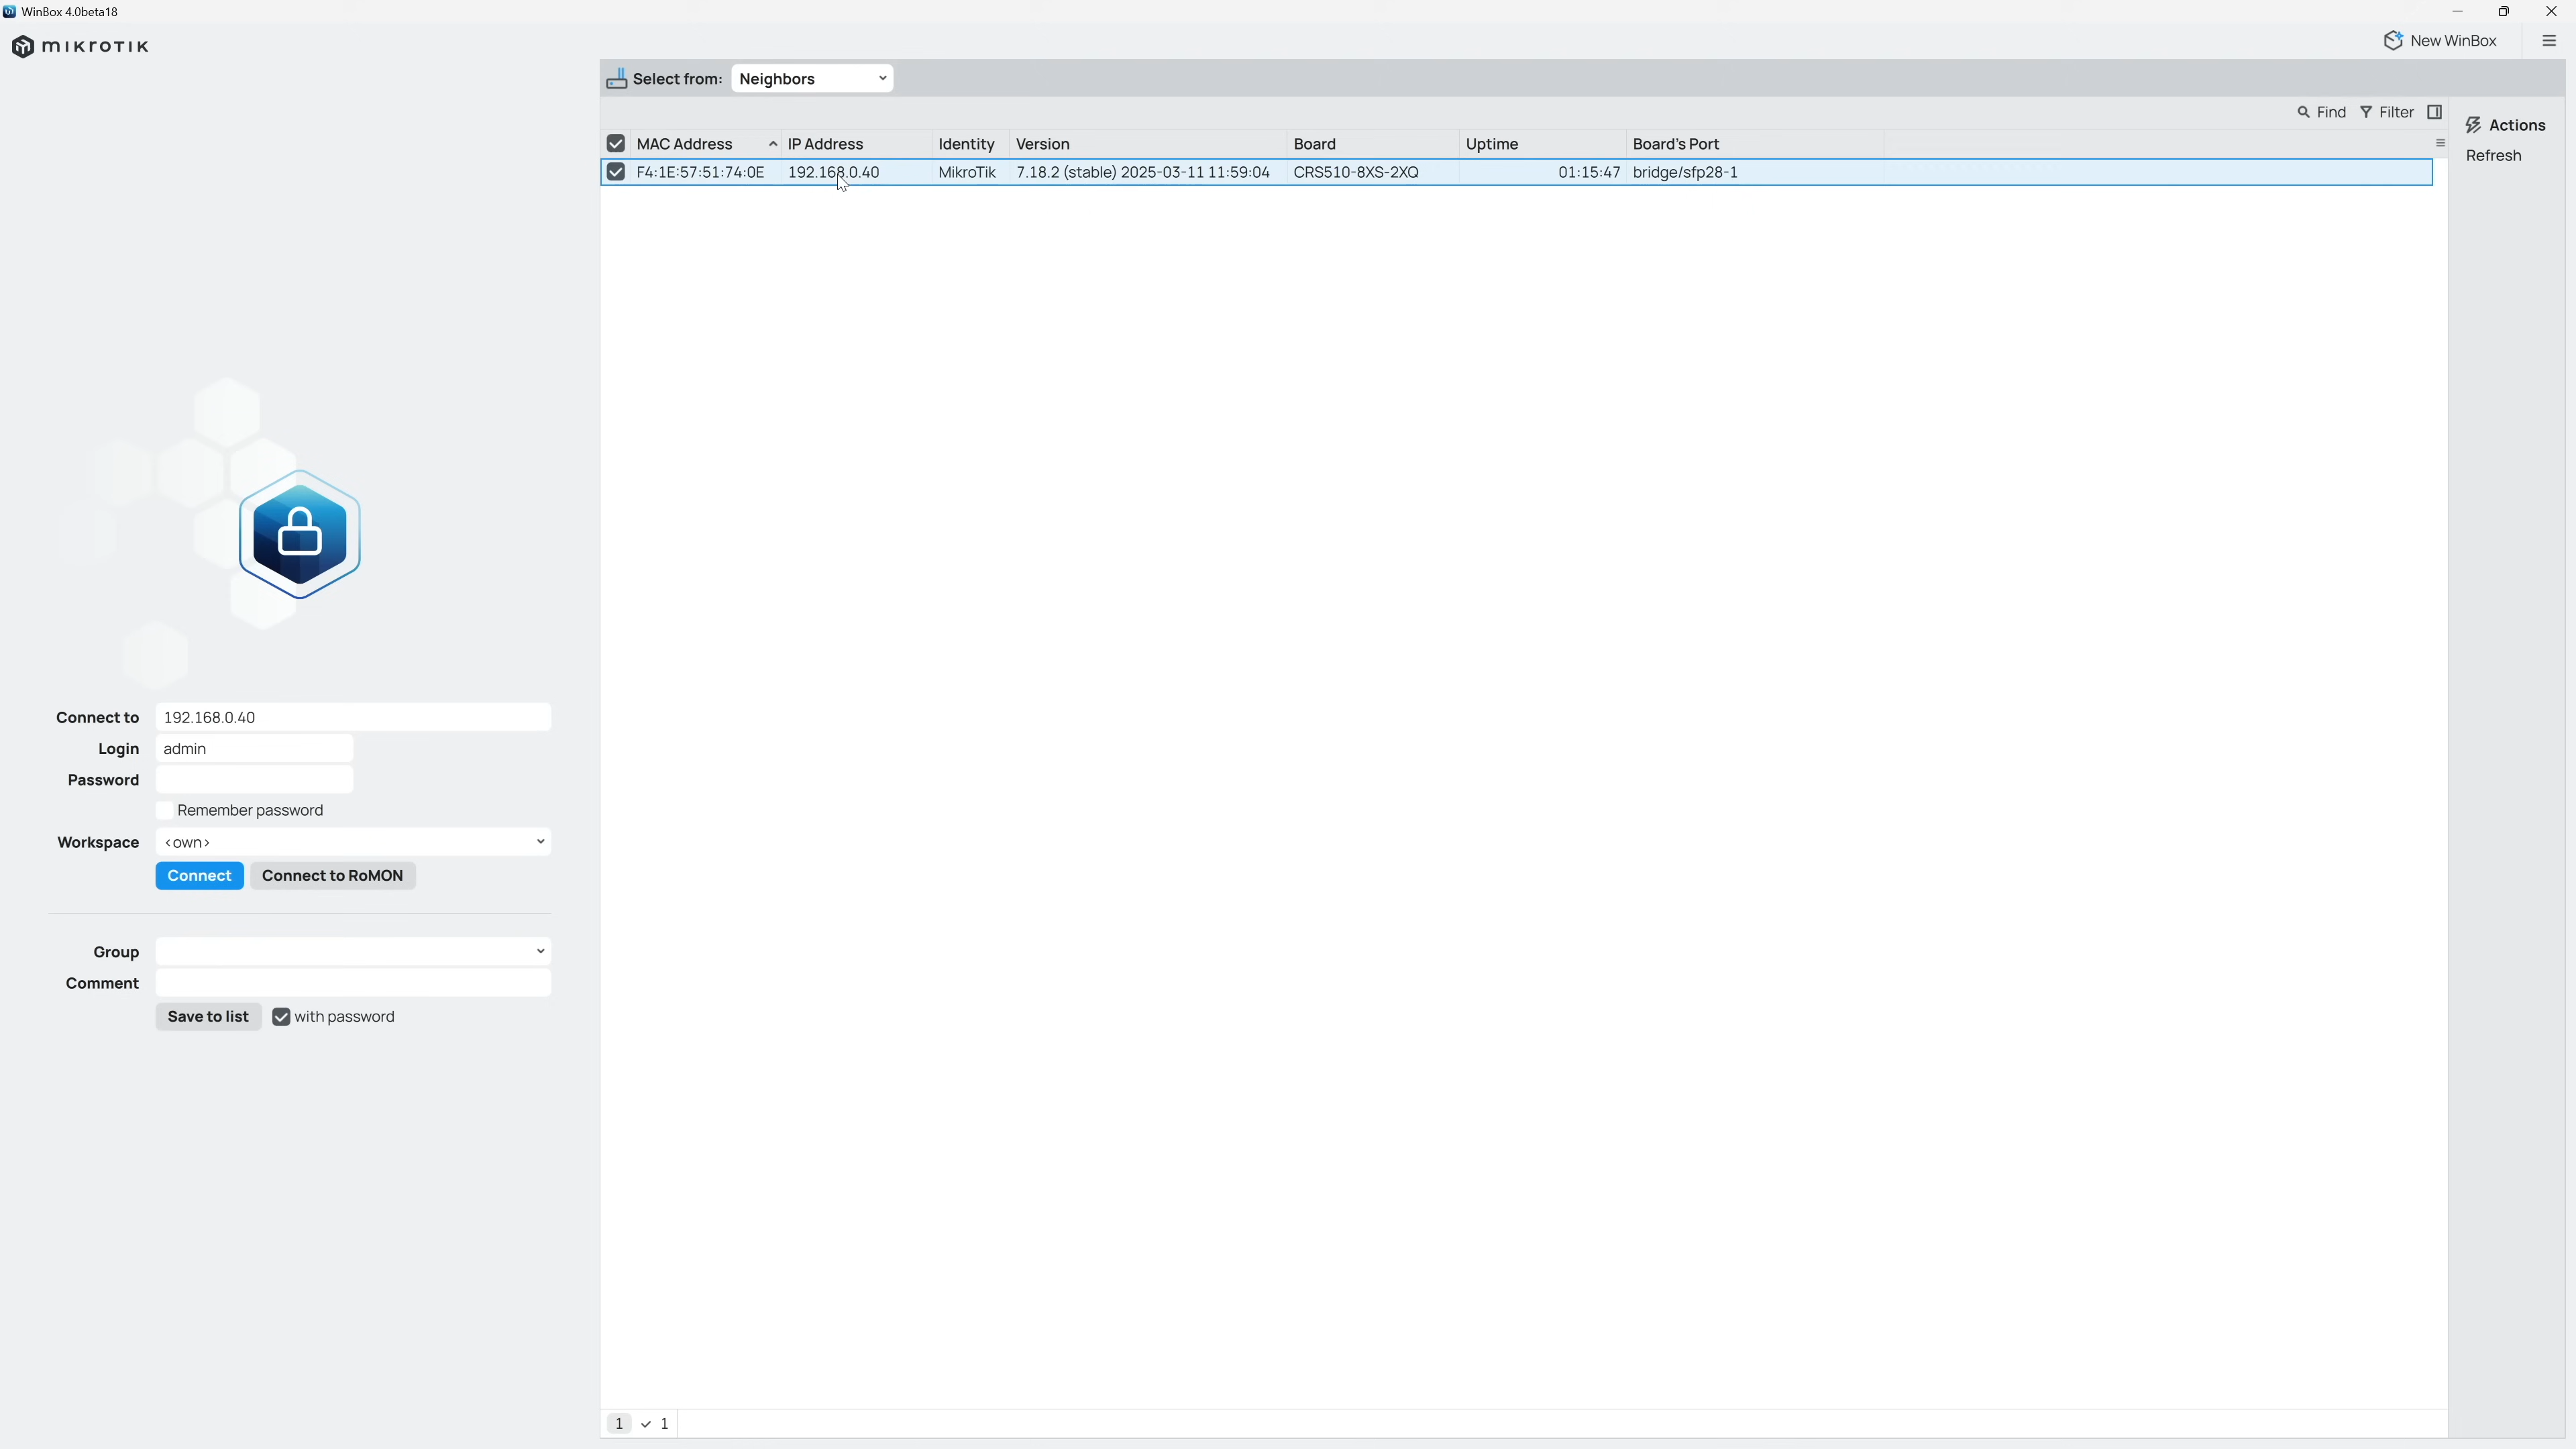 WinBox 4.0beta18
mikrotik
New WinBox
Select from: Neighbors
Find Filter
Actions
Refresh
MAC Address IP Address Identity Version Board Uptime Board's Port
F4:1E:57:51:74:0E 192.168.0.40 MikroTik 7.18.2 (stable) 2025-03-11 11:59:04 CRS510-8XS-2XQ 01:15:47 bridge/sfp28-1
Connect to 192.168.0.40
Login admin
Password
Remember password
Workspace <own>
Connect Connect to RoMON
Group
Comment
Save to list with password
1 1